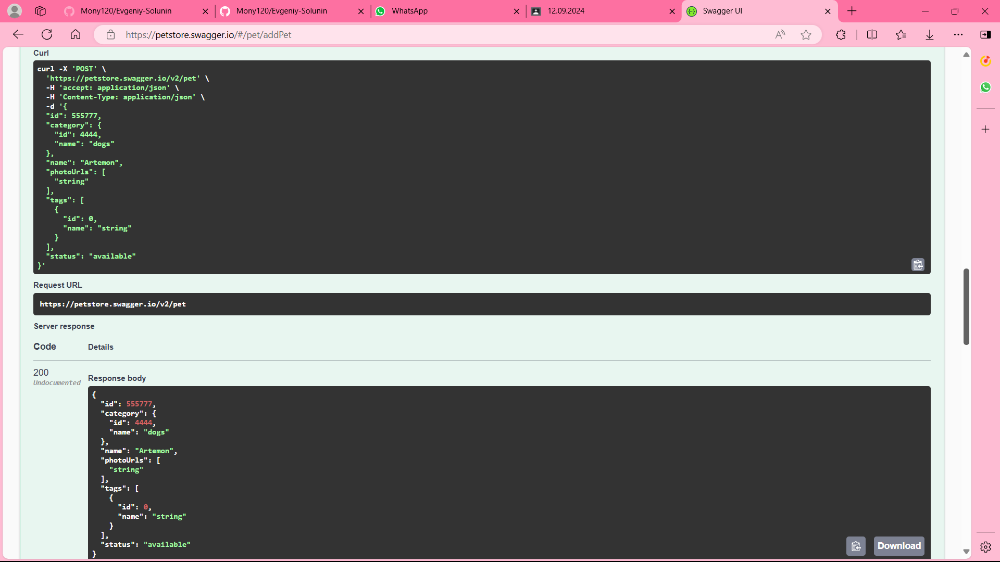 Mony120/Evgeniy-Solunin
Mony120/Evgeniy-Solunin
WhatsApp
12.09.2024
Swagger UI
https://petstore.swagger.io/#/pet/addPet
Curl
curl -X 'POST' \
  'https://petstore.swagger.io/v2/pet' \
  -H 'accept: application/json' \
  -H 'Content-Type: application/json' \
  -d '{
  "id": 555777,
  "category": {
    "id": 4444,
    "name": "dogs"
  },
  "name": "Artemon",
  "photoUrls": [
    "string"
  ],
  "tags": [
    {
      "id": 0,
      "name": "string"
    }
  ],
  "status": "available"
}'
Request URL
https://petstore.swagger.io/v2/pet
Server response
Code Details
200
Undocumented
Response body
{
  "id": 555777,
  "category": {
    "id": 4444,
    "name": "dogs"
  },
  "name": "Artemon",
  "photoUrls": [
    "string"
  ],
  "tags": [
    {
      "id": 0,
      "name": "string"
    }
  ],
  "status": "available"
}
Download